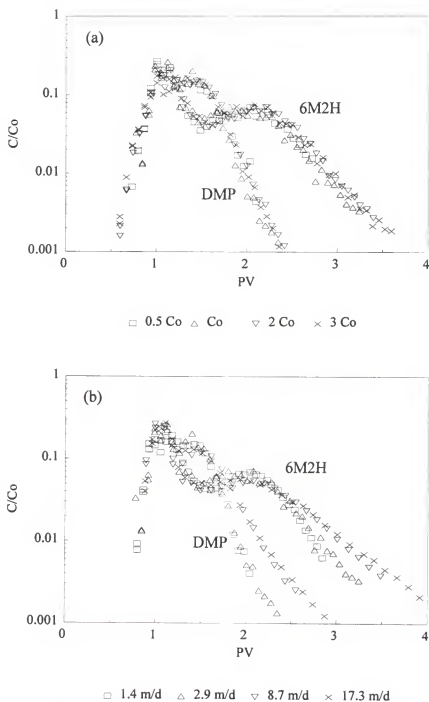 1
(a)
0.1
6M2H
C/Co
0.01
DMP
0.001
0 1 2 3 4
PV
□ 0.5 Co △ Co ▽ 2 Co × 3 Co
1
(b)
0.1
6M2H
C/Co
0.01
DMP
0.001
0 1 2 3 4
PV
□ 1.4 m/d △ 2.9 m/d ▽ 8.7 m/d × 17.3 m/d